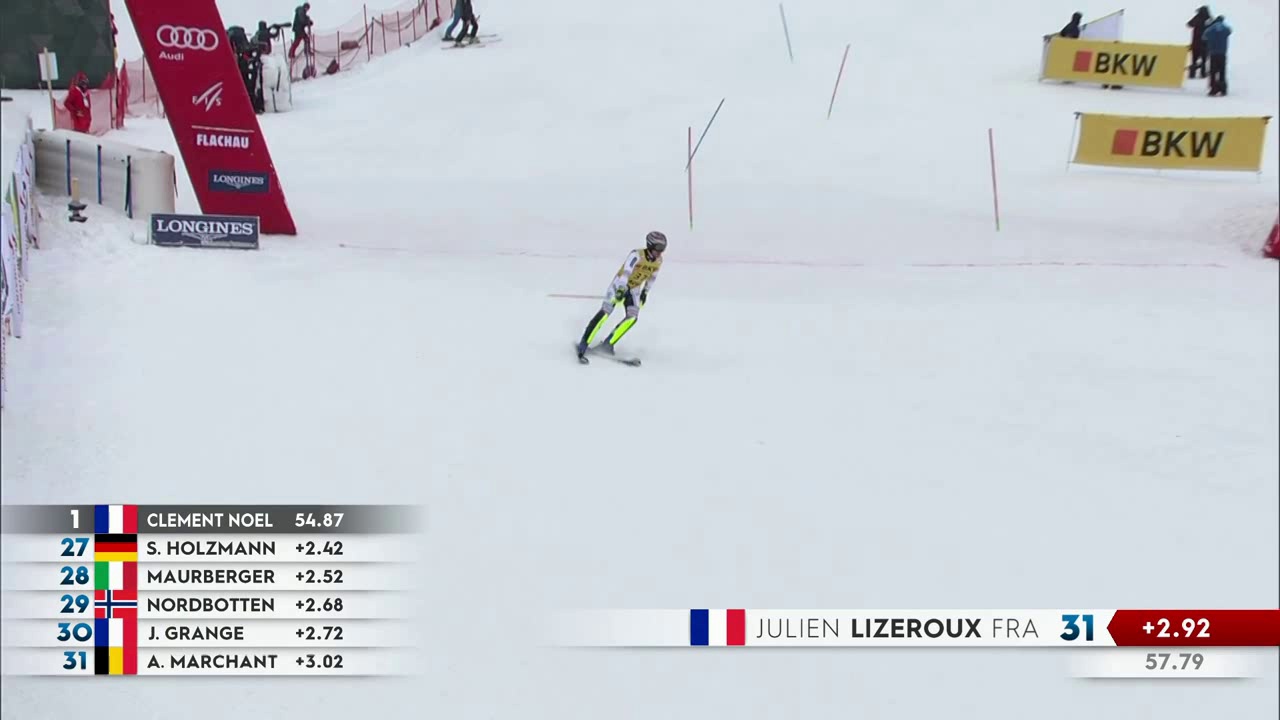 Audi
FIS
FLACHAU
LONGINES
LONGINES
BKW
BKW
BKW
1 CLEMENT NOEL 54.87
27 S. HOLZMANN +2.42
28 MAURBERGER +2.52
29 NORDBOTTEN +2.68
30 J. GRANGE +2.72
31 A. MARCHANT +3.02
JULIEN LIZEROUX FRA 31 +2.92
57.79